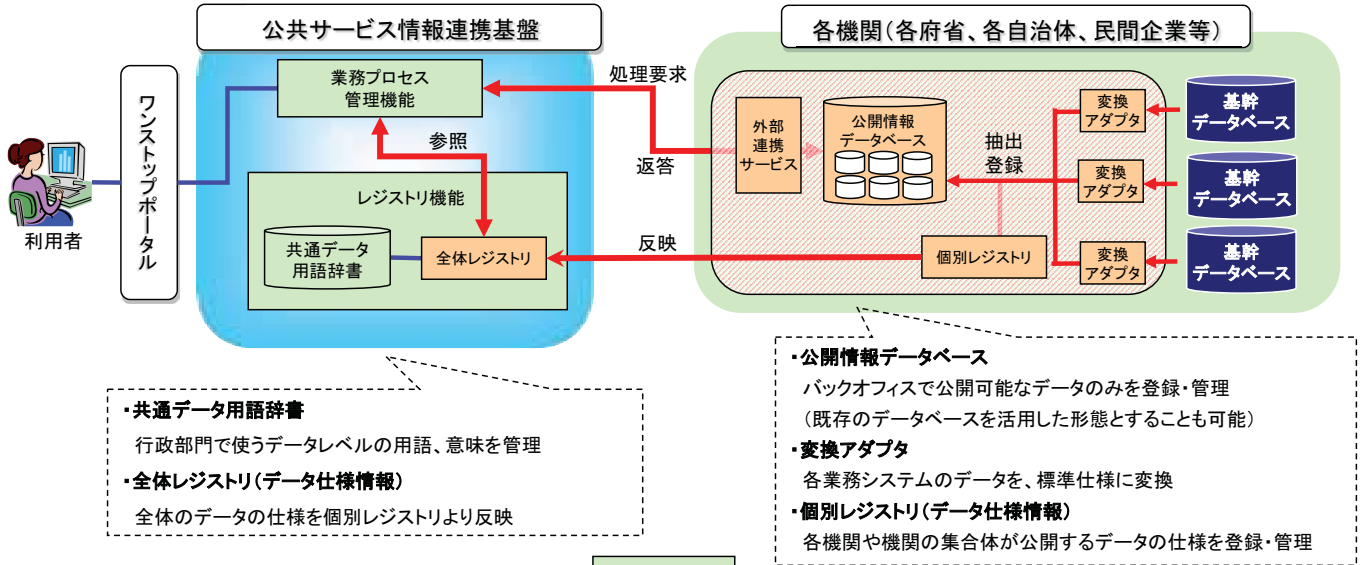 公共サービス情報連携基盤
各機関(各府省、各自治体、民間企業等)
ワンストップポータル
利用者
業務プロセス
管理機能
参照
レジストリ機能
共通データ
用語辞書
全体レジストリ
処理要求
返答
反映
外部
連携
サービス
公開情報
データベース
抽出
登録
個別レジストリ
変換
アダプタ
変換
アダプタ
変換
アダプタ
基幹
データベース
基幹
データベース
基幹
データベース
・共通データ用語辞書
行政部門で使うデータレベルの用語、意味を管理
・全体レジストリ(データ仕様情報)
全体のデータの仕様を個別レジストリより反映
・公開情報データベース
バックオフィスで公開可能なデータのみを登録・管理
(既存のデータベースを活用した形態とすることも可能)
・変換アダプタ
各業務システムのデータを、標準仕様に変換
・個別レジストリ(データ仕様情報)
各機関や機関の集合体が公開するデータの仕様を登録・管理